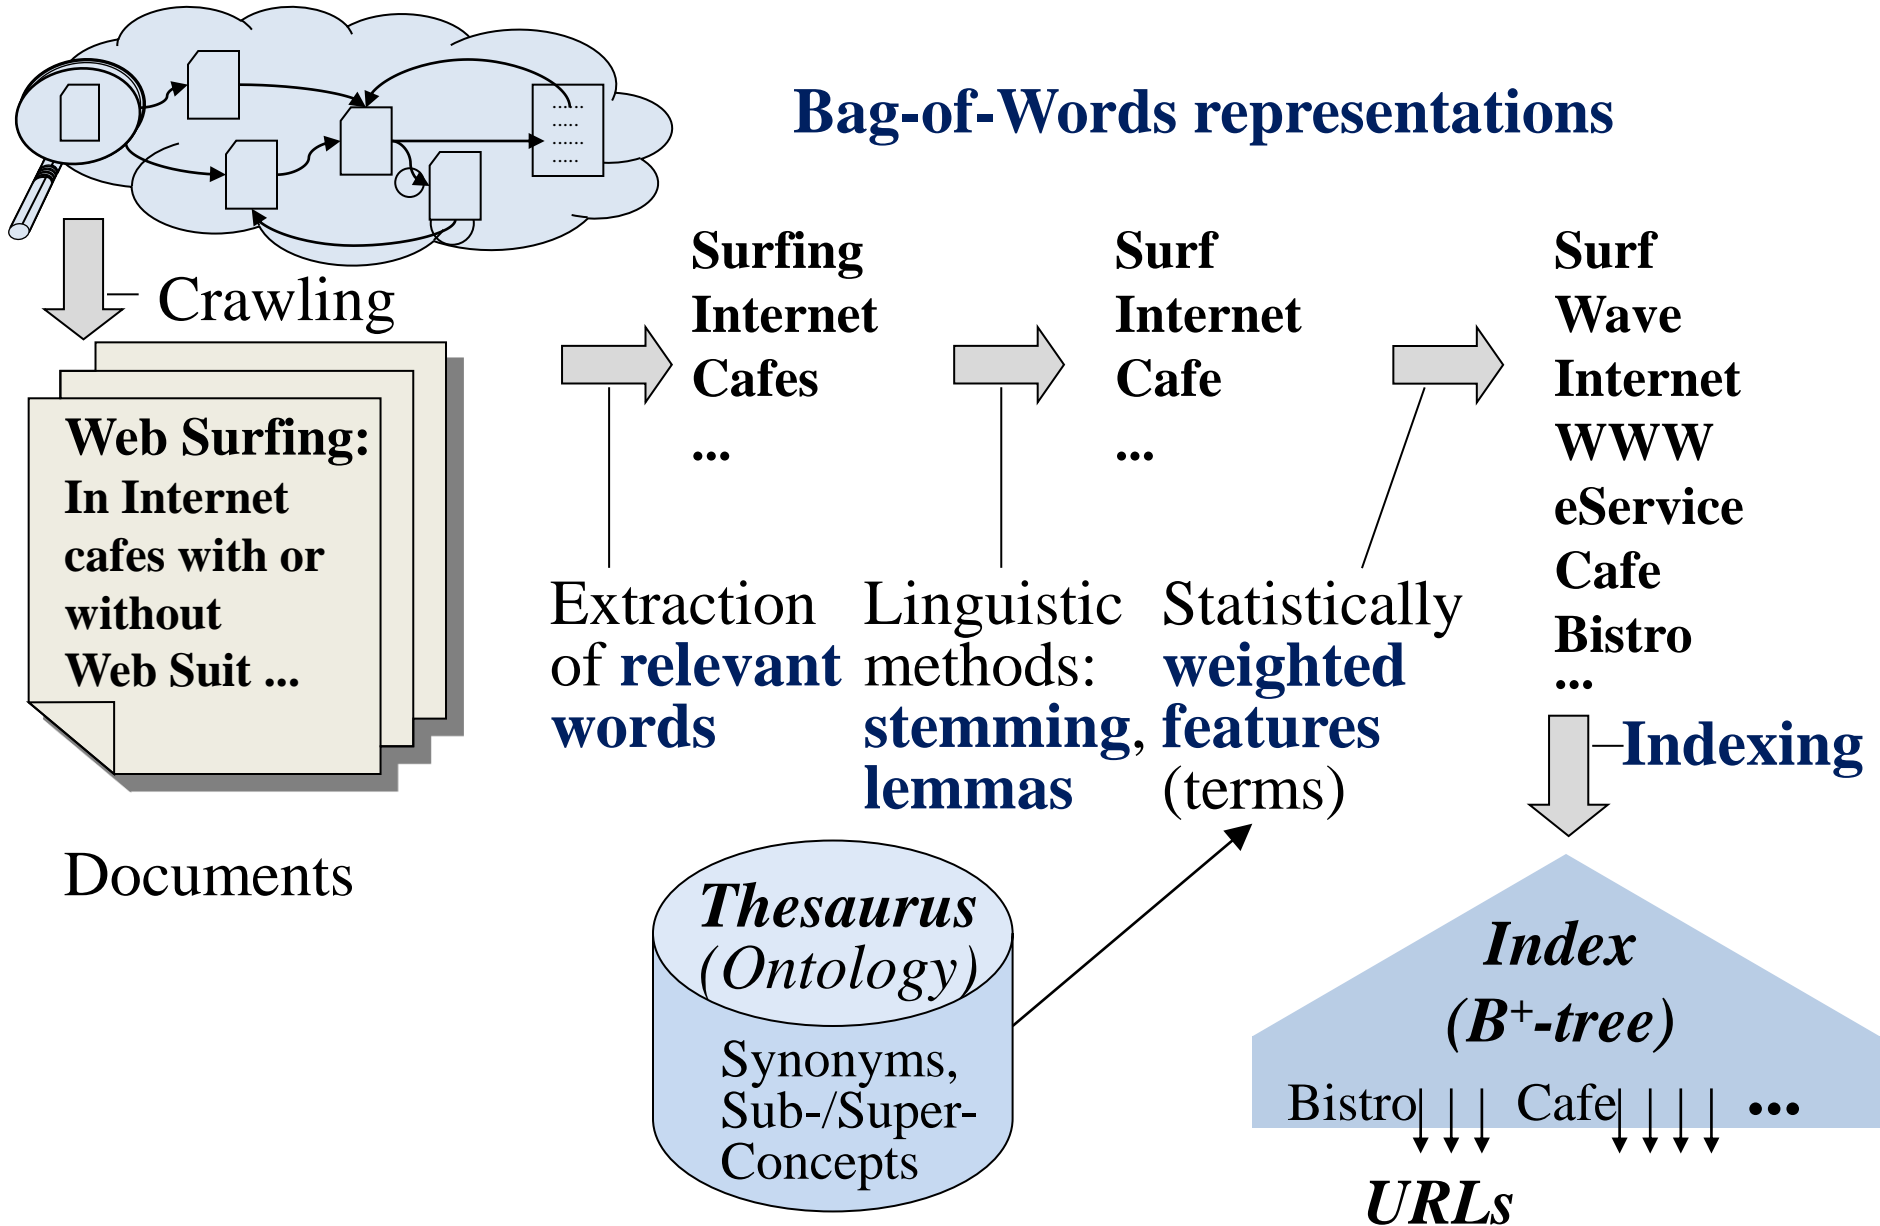 Bag-of-Words representations
Crawling
Web Surfing:
In Internet
cafes with or
without
Web Suit ...
Documents
Surfing
Internet
Cafes
...
Surf
Internet
Cafe
...
Surf
Wave
Internet
WWW
eService
Cafe
Bistro
...
Extraction
of relevant
words
Linguistic
methods:
stemming,
lemmas
Statistically
weighted
features
(terms)
Indexing
Thesaurus
(Ontology)
Synonyms,
Sub-/Super-
Concepts
Index
(B+-tree)
Bistro Cafe ...
URLs